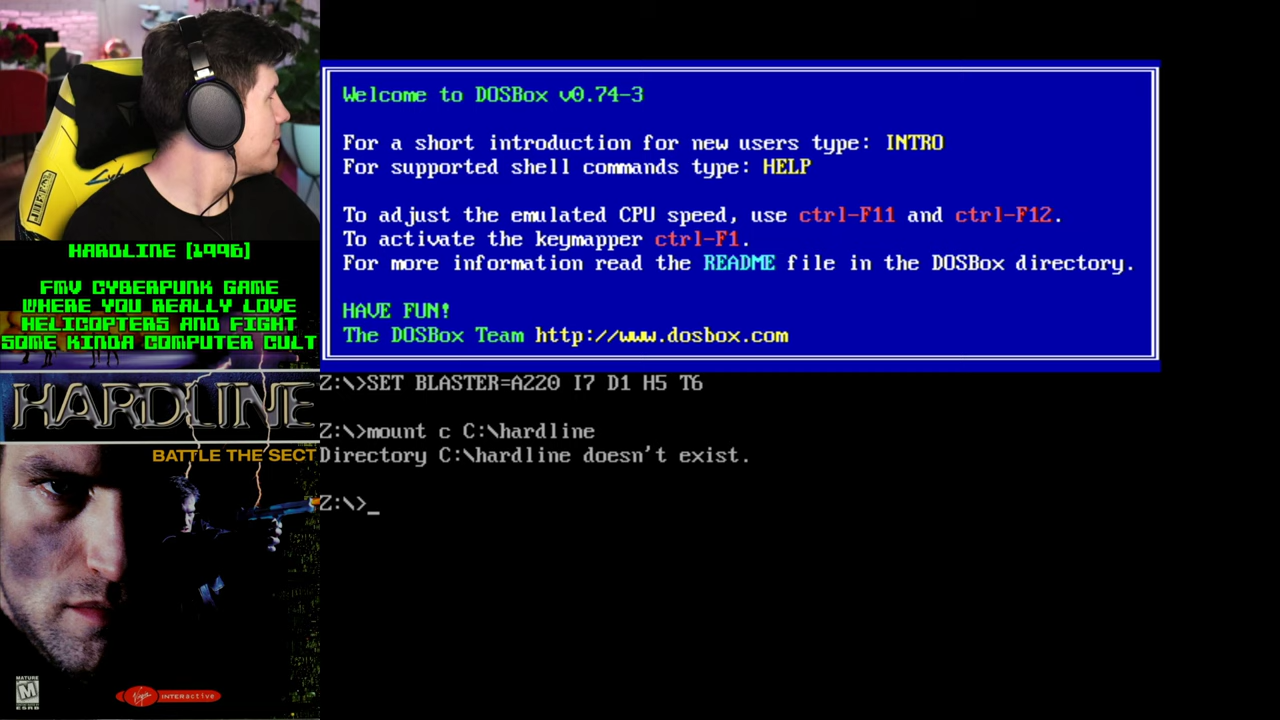 HARDLINE [1996]
FMV CYBERPUNK GAME
WHERE YOU REALLY LOVE
HELICOPTERS AND FIGHT
SOME KINDA COMPUTER CULT
HARDLINE
BATTLE THE SECT
MATURE
M
ESRB
Virgin INTERactive
Welcome to DOSBox v0.74-3
For a short introduction for new users type: INTRO
For supported shell commands type: HELP
To adjust the emulated CPU speed, use ctrl-F11 and ctrl-F12.
To activate the keymapper ctrl-F1.
For more information read the README file in the DOSBox directory.
HAVE FUN!
The DOSBox Team http://www.dosbox.com
Z:\>SET BLASTER=A220 I7 D1 H5 T6
Z:\>mount c C:\hardline
Directory C:\hardline doesn't exist.
Z:\>_